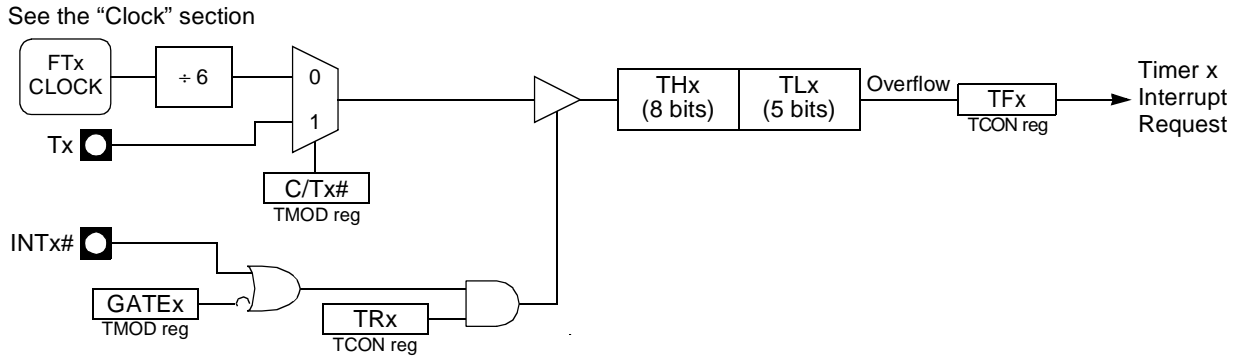 See the “Clock” section
FTx
CLOCK
÷ 6
0
1
Tx
C/Tx#
TMOD reg
THx
(8 bits)
TLx
(5 bits)
Overflow
TFx
TCON reg
Timer x
Interrupt
Request
INTx#
GATEx
TMOD reg
TRx
TCON reg